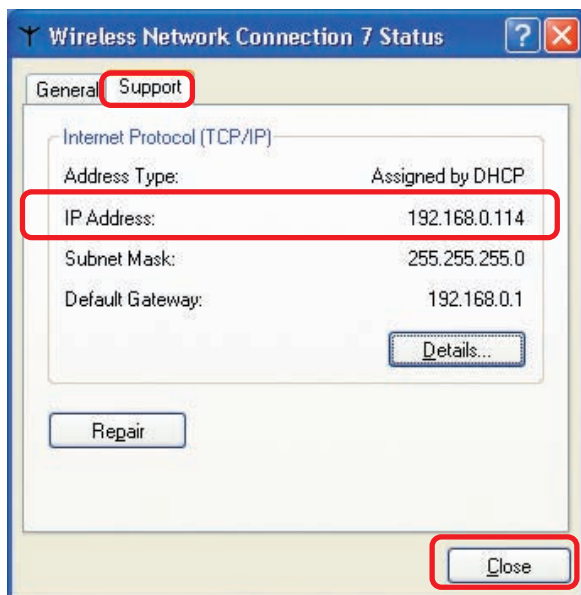 Wireless Network Connection 7 Status
General Support
Internet Protocol (TCP/IP)
Address Type: Assigned by DHCP
IP Address: 192.168.0.114
Subnet Mask: 255.255.255.0
Default Gateway: 192.168.0.1
Details...
Repair
Close